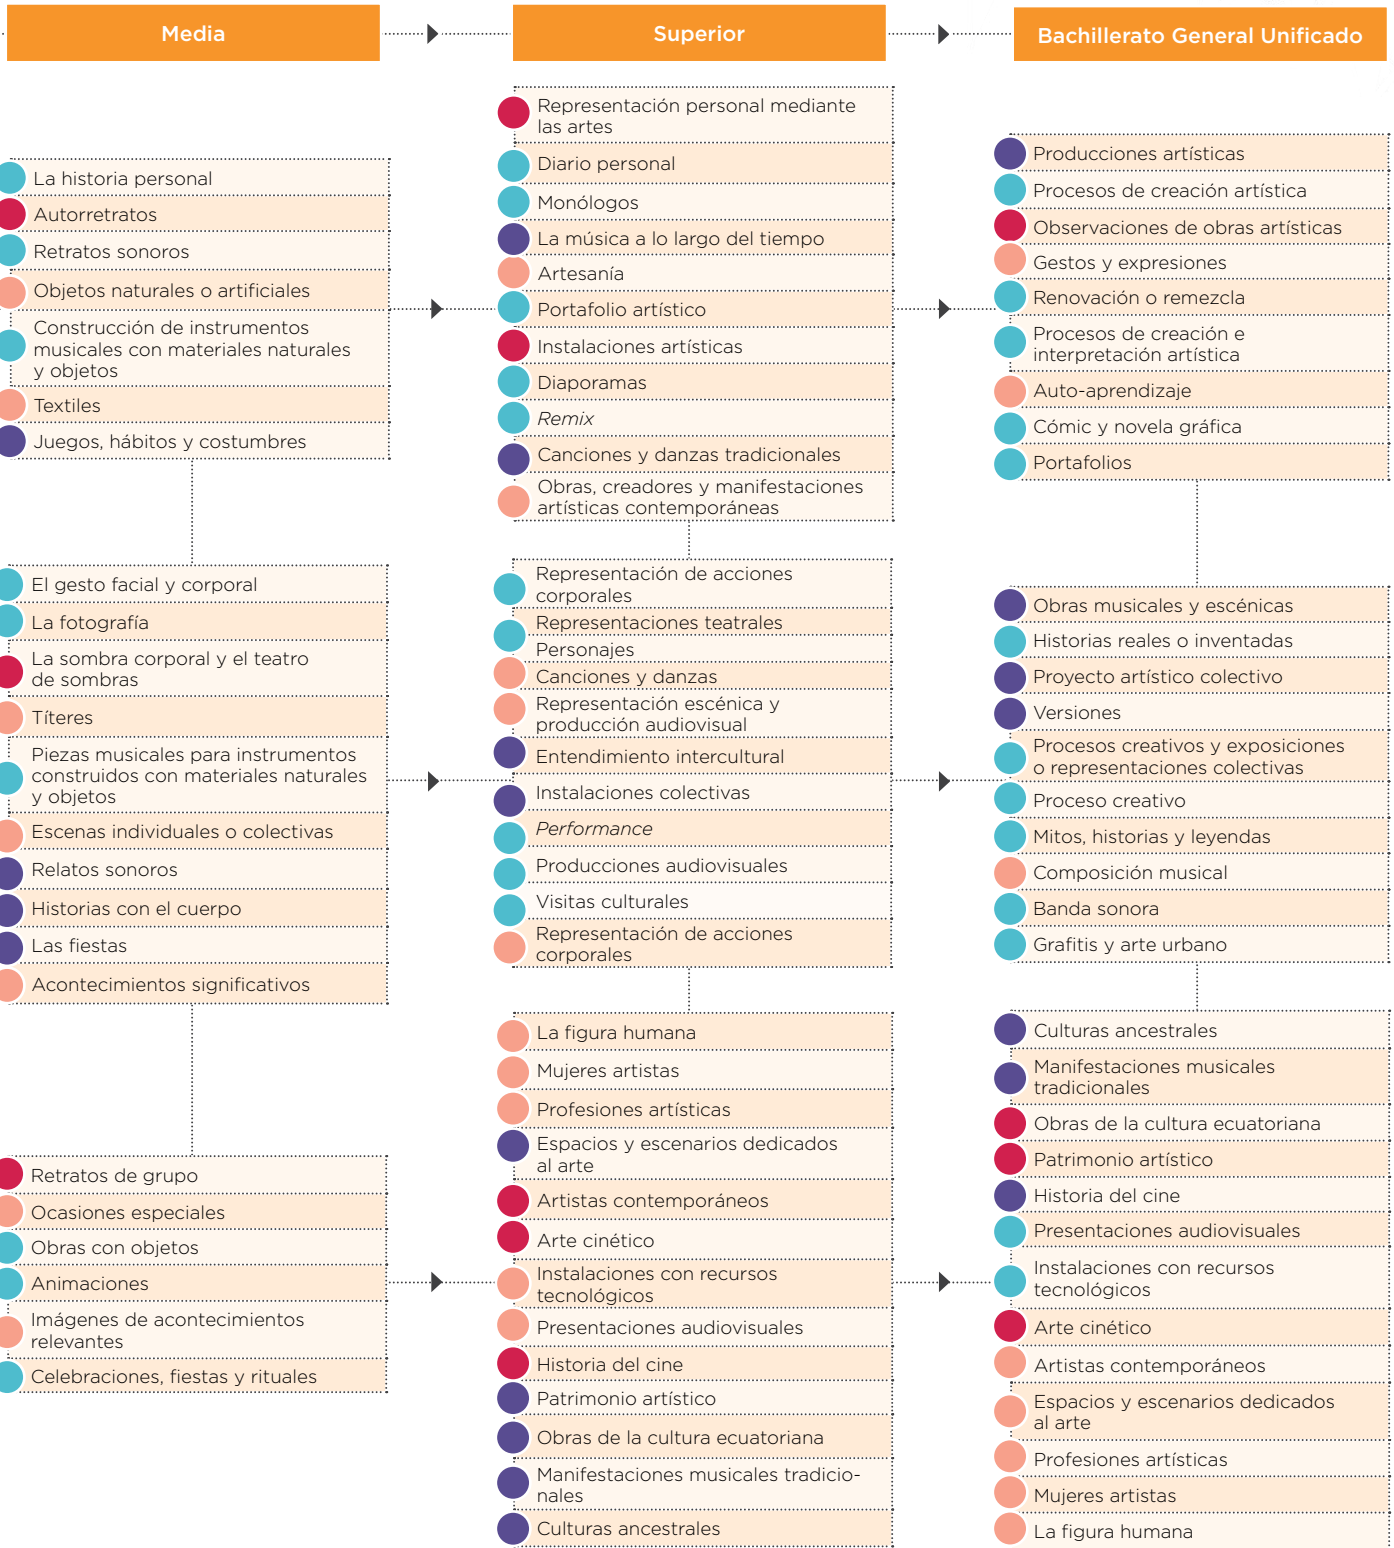 Media
Superior
Bachillerato General Unificado
La historia personal
Autorretratos
Retratos sonoros
Objetos naturales o artificiales
Construcción de instrumentos
musicales con materiales naturales
y objetos
Textiles
Juegos, hábitos y costumbres
El gesto facial y corporal
La fotografía
La sombra corporal y el teatro
de sombras
Títeres
Piezas musicales para instrumentos
construidos con materiales naturales
y objetos
Escenas individuales o colectivas
Relatos sonoros
Historias con el cuerpo
Las fiestas
Acontecimientos significativos
Retratos de grupo
Ocasiones especiales
Obras con objetos
Animaciones
Imágenes de acontecimientos
relevantes
Celebraciones, fiestas y rituales
Representación personal mediante
las artes
Diario personal
Monólogos
La música a lo largo del tiempo
Artesanía
Portafolio artístico
Instalaciones artísticas
Diaporamas
Remix
Canciones y danzas tradicionales
Obras, creadores y manifestaciones
artísticas contemporáneas
Representación de acciones
corporales
Representaciones teatrales
Personajes
Canciones y danzas
Representación escénica y
producción audiovisual
Entendimiento intercultural
Instalaciones colectivas
Performance
Producciones audiovisuales
Visitas culturales
Representación de acciones
corporales
La figura humana
Mujeres artistas
Profesiones artísticas
Espacios y escenarios dedicados
al arte
Artistas contemporáneos
Arte cinético
Instalaciones con recursos
tecnológicos
Presentaciones audiovisuales
Historia del cine
Patrimonio artístico
Obras de la cultura ecuatoriana
Manifestaciones musicales tradicio-
nales
Culturas ancestrales
Producciones artísticas
Procesos de creación artística
Observaciones de obras artísticas
Gestos y expresiones
Renovación o remezcla
Procesos de creación e
interpretación artística
Auto-aprendizaje
Cómic y novela gráfica
Portafolios
Obras musicales y escénicas
Historias reales o inventadas
Proyecto artístico colectivo
Versiones
Procesos creativos y exposiciones
o representaciones colectivas
Proceso creativo
Mitos, historias y leyendas
Composición musical
Banda sonora
Grafitis y arte urbano
Culturas ancestrales
Manifestaciones musicales
tradicionales
Obras de la cultura ecuatoriana
Patrimonio artístico
Historia del cine
Presentaciones audiovisuales
Instalaciones con recursos
tecnológicos
Arte cinético
Artistas contemporáneos
Espacios y escenarios dedicados
al arte
Profesiones artísticas
Mujeres artistas
La figura humana